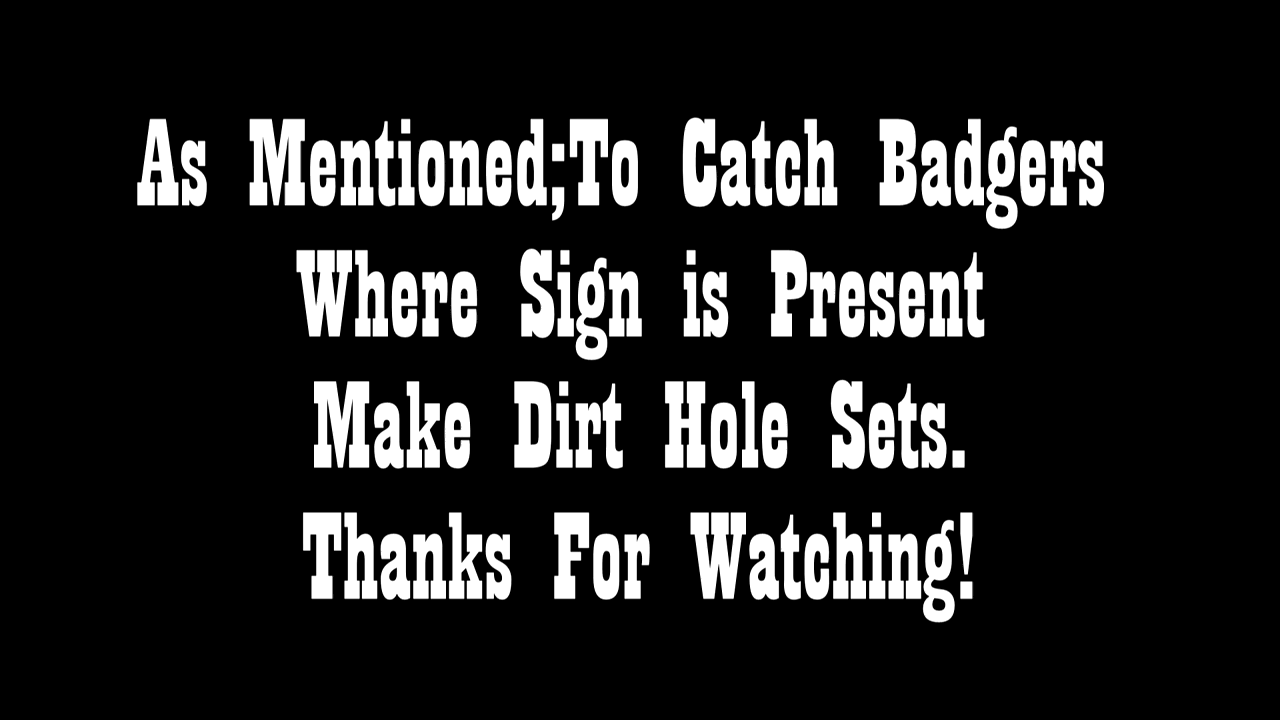 As Mentioned;To Catch Badgers
Where Sign is Present
Make Dirt Hole Sets.
Thanks For Watching!